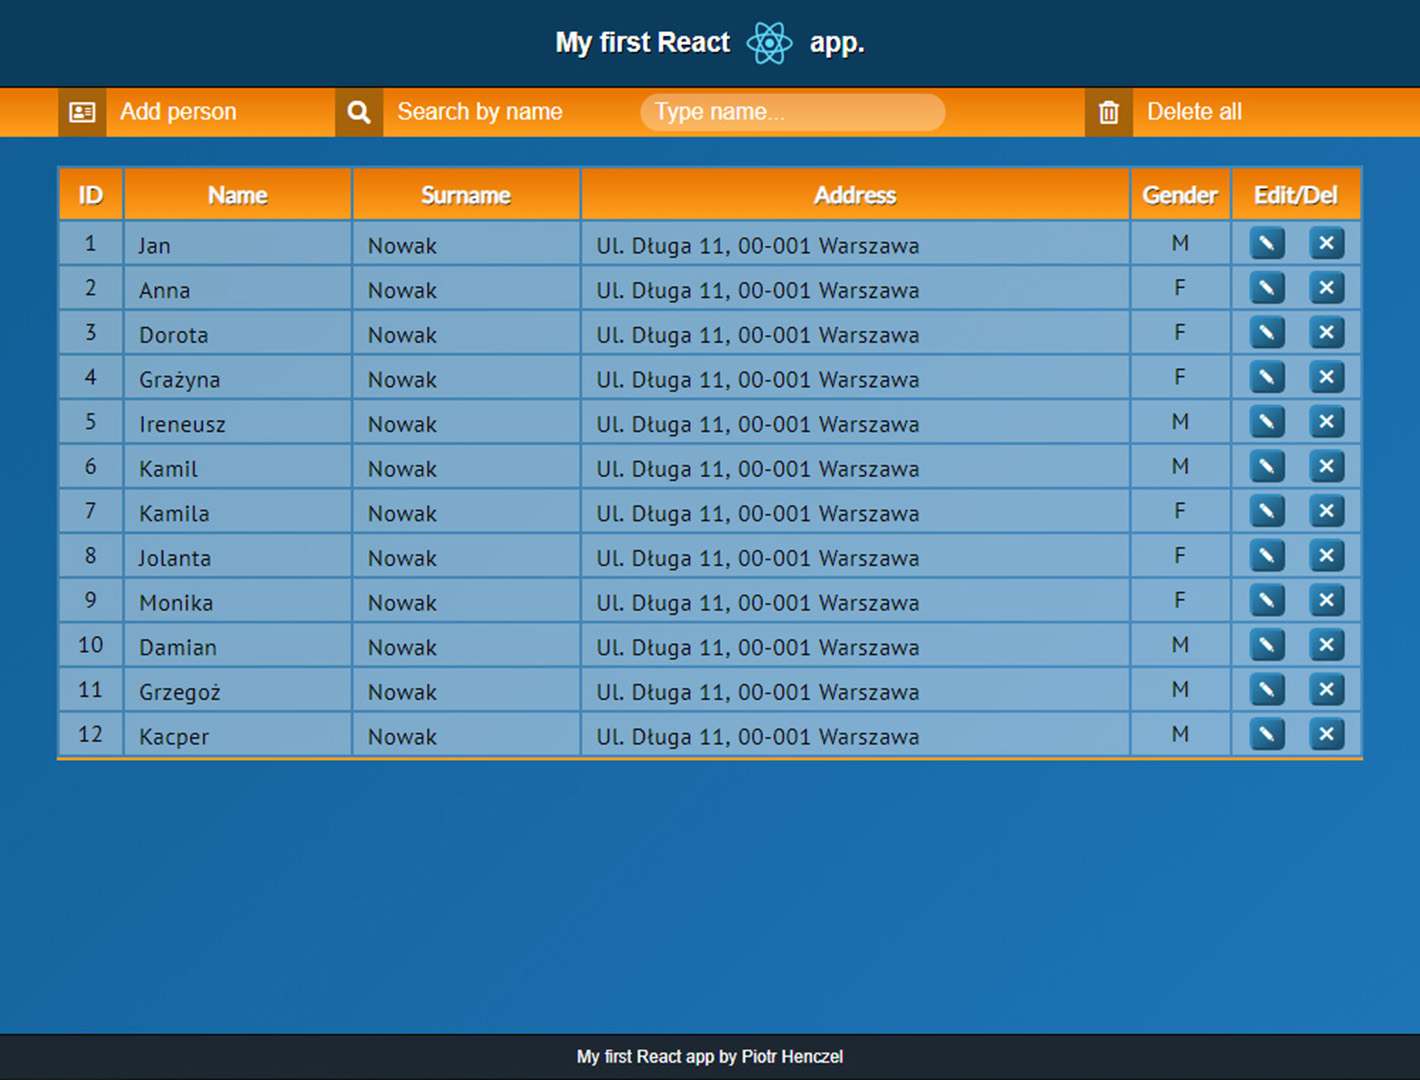 My first React app.
Add person Search by name Type name... Delete all
ID Name Surname Address Gender Edit/Del
1 Jan Nowak Ul. Długa 11, 00-001 Warszawa M
2 Anna Nowak Ul. Długa 11, 00-001 Warszawa F
3 Dorota Nowak Ul. Długa 11, 00-001 Warszawa F
4 Grażyna Nowak Ul. Długa 11, 00-001 Warszawa F
5 Ireneusz Nowak Ul. Długa 11, 00-001 Warszawa M
6 Kamil Nowak Ul. Długa 11, 00-001 Warszawa M
7 Kamila Nowak Ul. Długa 11, 00-001 Warszawa F
8 Jolanta Nowak Ul. Długa 11, 00-001 Warszawa F
9 Monika Nowak Ul. Długa 11, 00-001 Warszawa F
10 Damian Nowak Ul. Długa 11, 00-001 Warszawa M
11 Grzegoż Nowak Ul. Długa 11, 00-001 Warszawa M
12 Kacper Nowak Ul. Długa 11, 00-001 Warszawa M
My first React app by Piotr Henczel